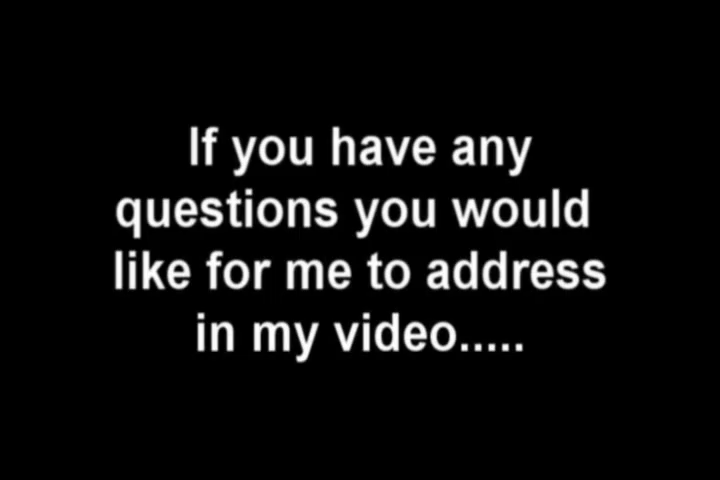 If you have any
questions you would
like for me to address
in my video.....